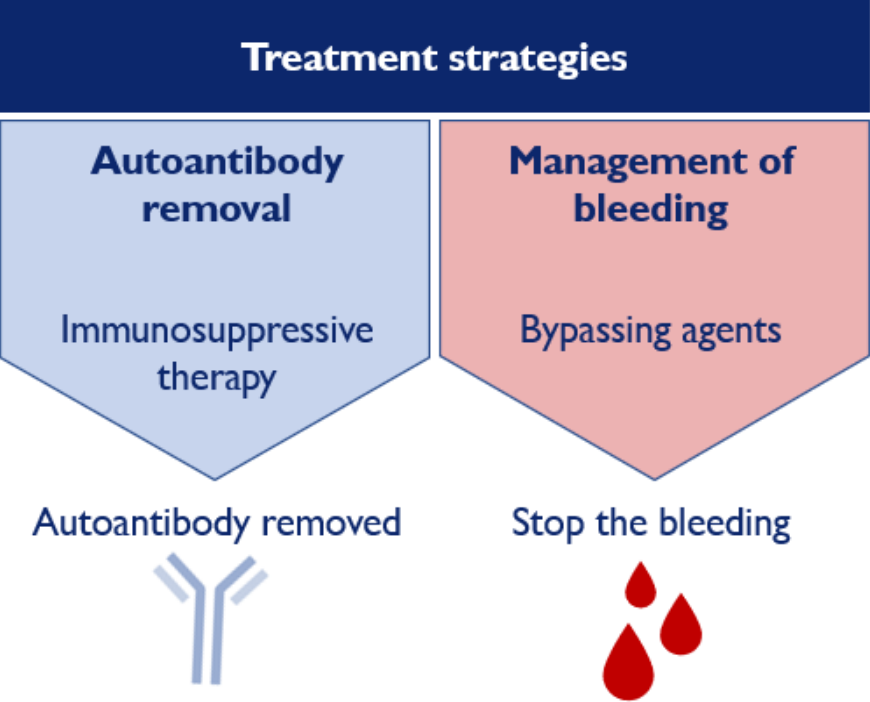 Treatment strategies
Autoantibody
removal
Immunosuppressive
therapy
Autoantibody removed
Management of
bleeding
Bypassing agents
Stop the bleeding